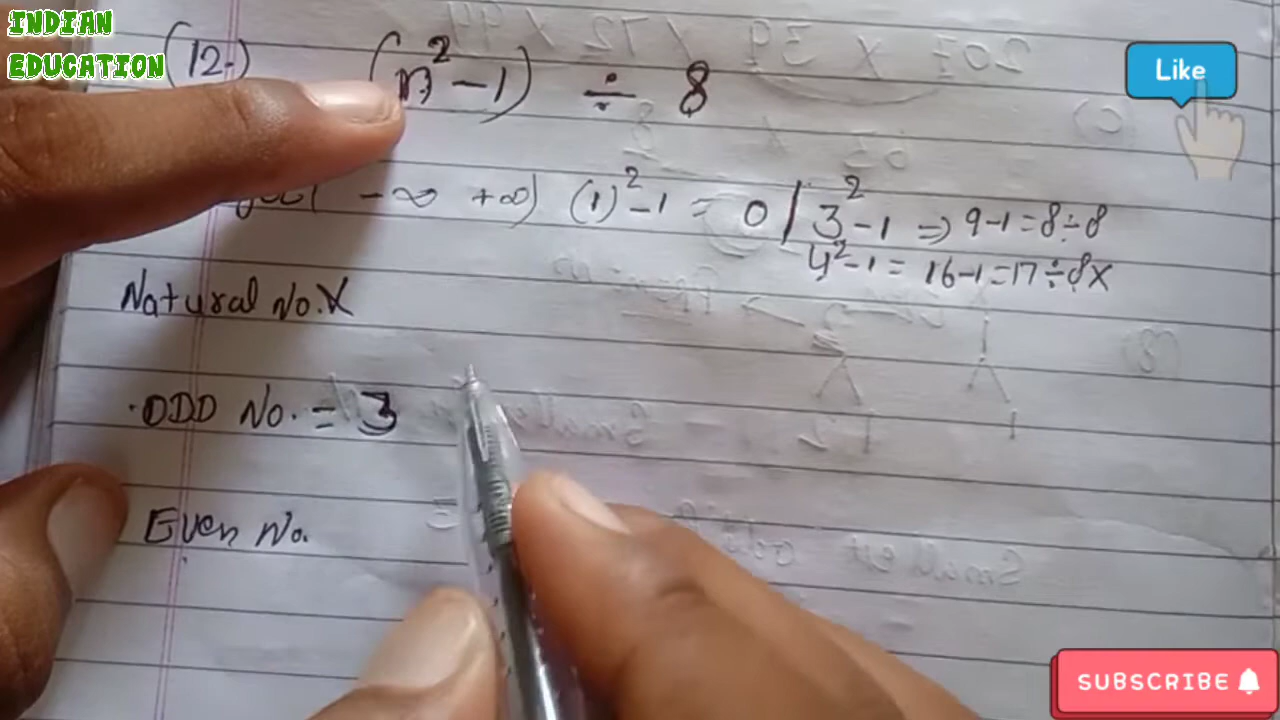 INDIAN
EDUCATION
Like
(12.) (n² - 1) ÷ 8
- ∞ +∞) (1)² - 1 = 0 / 3² - 1 ⇒ 9 - 1 = 8 ÷ 8
4² - 1 = 16 - 1 = 17 ÷ 8 X
Natural No. X
ODD No. = 3
Even No.
SUBSCRIBE